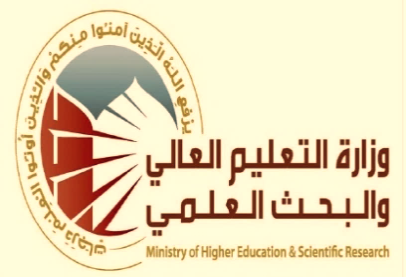 يرفع الله الذين آمنوا منكم والذين أوتوا العلم درجات
وزارة التعليم العالي
والبحث العلمي
Ministry of Higher Education & Scientific Research